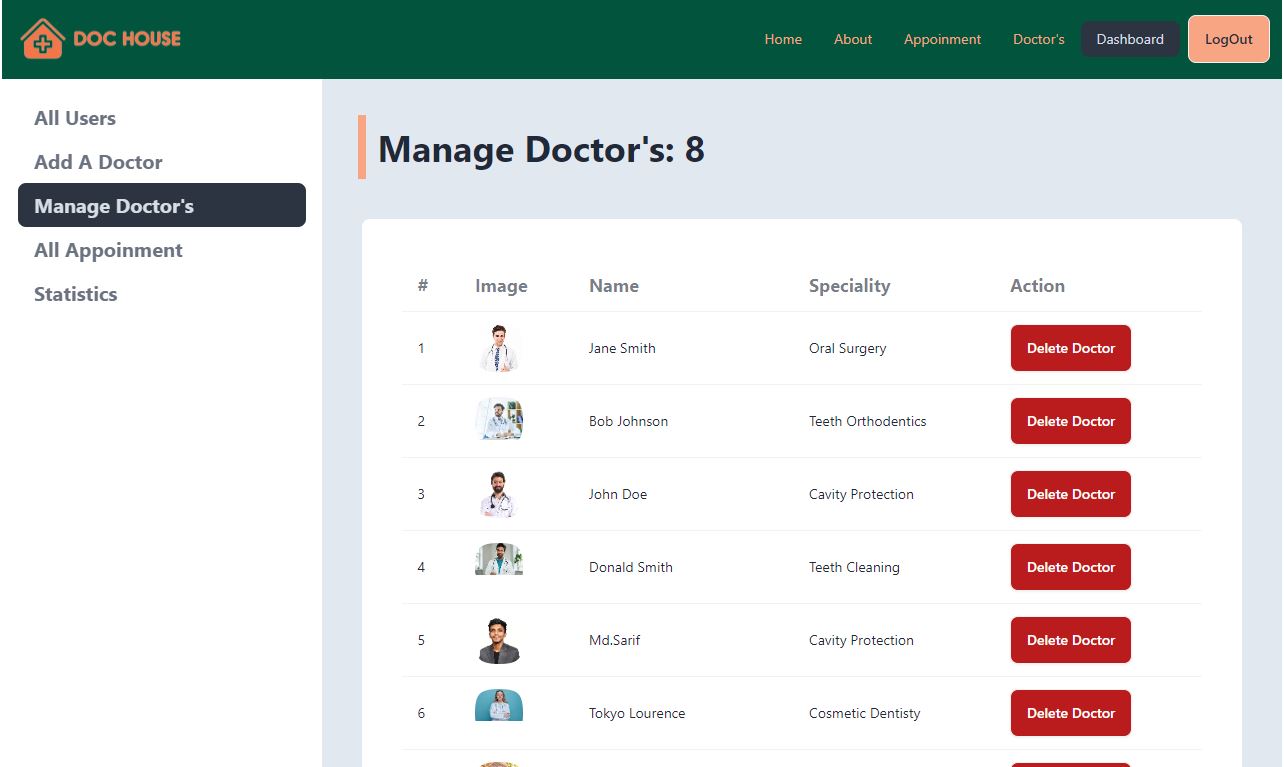 DOC HOUSE
Home About Appoinment Doctor's Dashboard LogOut
All Users
Add A Doctor
Manage Doctor's
All Appoinment
Statistics
Manage Doctor's: 8
# Image Name Speciality Action
1 Jane Smith Oral Surgery Delete Doctor
2 Bob Johnson Teeth Orthodentics Delete Doctor
3 John Doe Cavity Protection Delete Doctor
4 Donald Smith Teeth Cleaning Delete Doctor
5 Md.Sarif Cavity Protection Delete Doctor
6 Tokyo Lourence Cosmetic Dentisty Delete Doctor